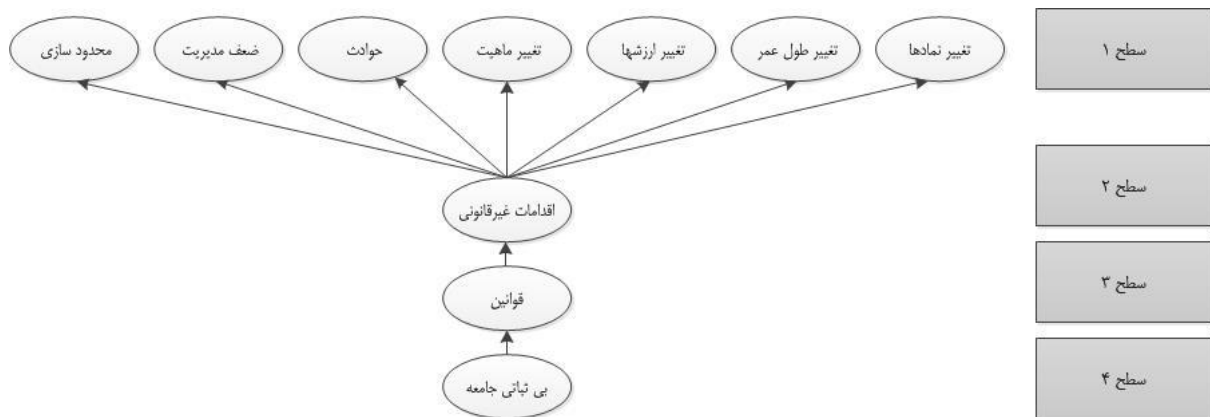 سطح ۱
تغییر نمادها
تغییر طول عمر
تغییر ارزشها
تغییر ماهیت
حوادث
ضعف مدیریت
محدود سازی
سطح ۲
اقدامات غیرقانونی
سطح ۳
قوانین
سطح ۴
بی ثباتی جامعه